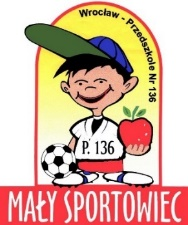 Wrocław - Przedszkole Nr 136
P. 136
MAŁY SPORTOWIEC